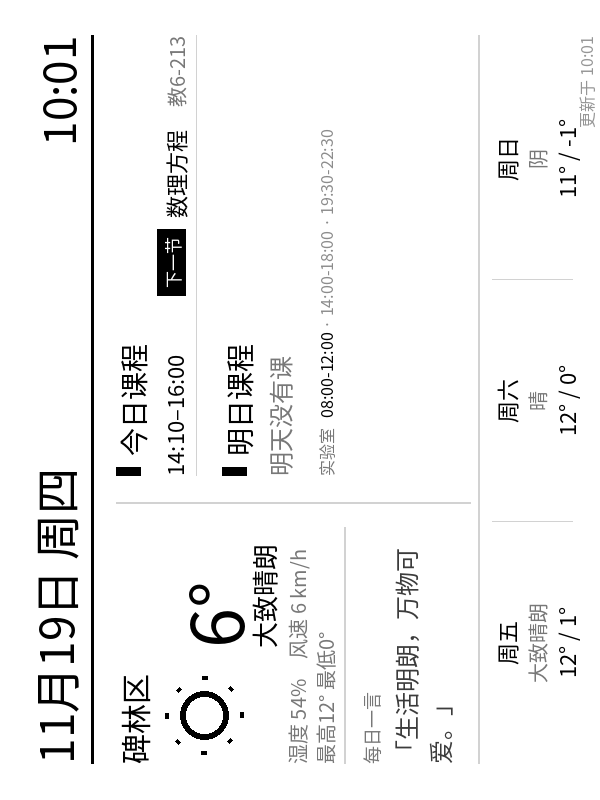 11月19日 周四
10:01
碑林区
6°
大致晴朗
湿度 54% 风速 6 km/h
最高12° 最低0°
每日一言
「生活明朗，万物可
爱。」
今日课程
14:10–16:00 下一节 数理方程 教6-213
明日课程
明天没有课
实验室 08:00-12:00 · 14:00-18:00 · 19:30-22:30
周五
大致晴朗
12° / 1°
周六
晴
12° / 0°
周日
阴
11° / -1°
更新于 10:01